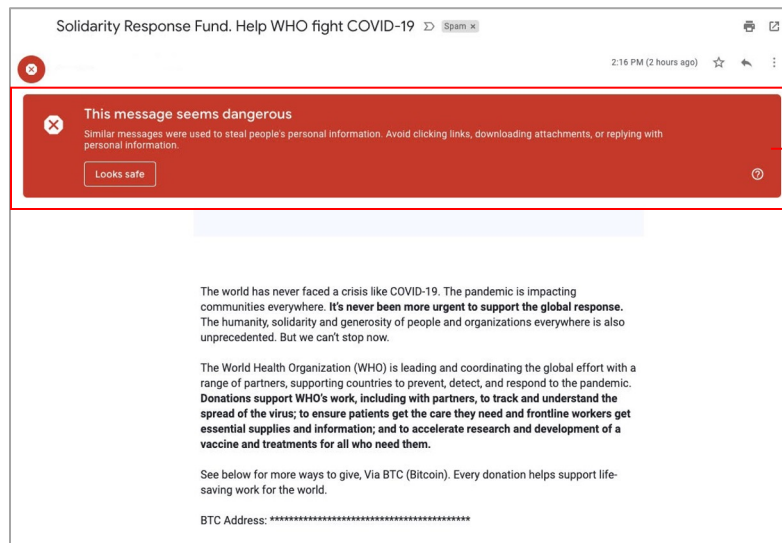 Solidarity Response Fund. Help WHO fight COVID-19 Spam x
2:16 PM (2 hours ago)
This message seems dangerous
Similar messages were used to steal people's personal information. Avoid clicking links, downloading attachments, or replying with
personal information.
Looks safe
The world has never faced a crisis like COVID-19. The pandemic is impacting
communities everywhere. It's never been more urgent to support the global response.
The humanity, solidarity and generosity of people and organizations everywhere is also
unprecedented. But we can't stop now.
The World Health Organization (WHO) is leading and coordinating the global effort with a
range of partners, supporting countries to prevent, detect, and respond to the pandemic.
Donations support WHO's work, including with partners, to track and understand the
spread of the virus; to ensure patients get the care they need and frontline workers get
essential supplies and information; and to accelerate research and development of a
vaccine and treatments for all who need them.
See below for more ways to give, Via BTC (Bitcoin). Every donation helps support life-
saving work for the world.
BTC Address: ******************************************